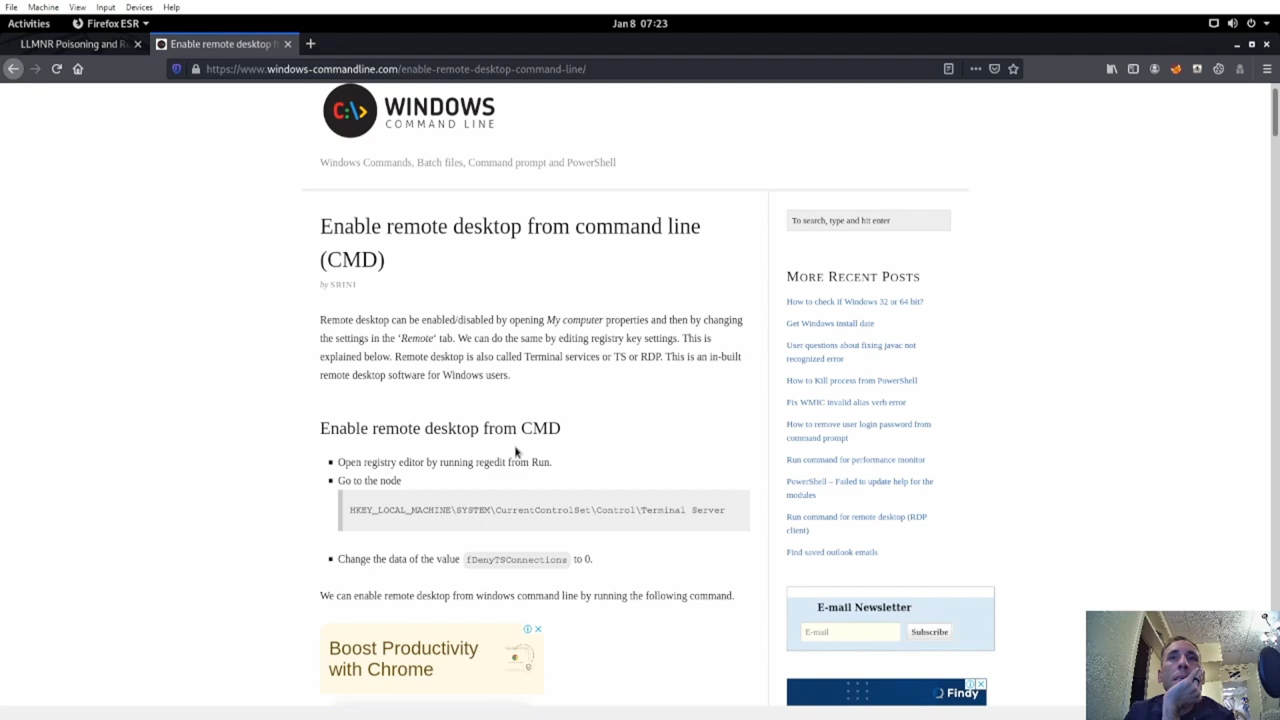 File Machine View Input Devices Help
Activities Firefox ESR Jan 8 07:23
LLMNR Poisoning and Re
Enable remote desktop f
https://www.windows-commandline.com/enable-remote-desktop-command-line/
C:\>
WINDOWS
COMMAND LINE
Windows Commands, Batch files, Command prompt and PowerShell
Enable remote desktop from command line
(CMD)
by SRINI
Remote desktop can be enabled/disabled by opening My computer properties and then by changing
the settings in the ‘Remote‘ tab. We can do the same by editing registry key settings. This is
explained below. Remote desktop is also called Terminal services or TS or RDP. This is an in-built
remote desktop software for Windows users.
Enable remote desktop from CMD
Open registry editor by running regedit from Run.
Go to the node
HKEY_LOCAL_MACHINE\SYSTEM\CurrentControlSet\Control\Terminal Server
Change the data of the value fDenyTSConnections to 0.
We can enable remote desktop from windows command line by running the following command.
Boost Productivity
with Chrome
To search, type and hit enter
MORE RECENT POSTS
How to check if Windows 32 or 64 bit?
Get Windows install date
User questions about fixing javac not
recognized error
How to Kill process from PowerShell
Fix WMIC invalid alias verb error
How to remove user login password from
command prompt
Run command for performance monitor
PowerShell – Failed to update help for the
modules
Run command for remote desktop (RDP
client)
Find saved outlook emails
E-mail Newsletter
E-mail
Subscribe
Findy